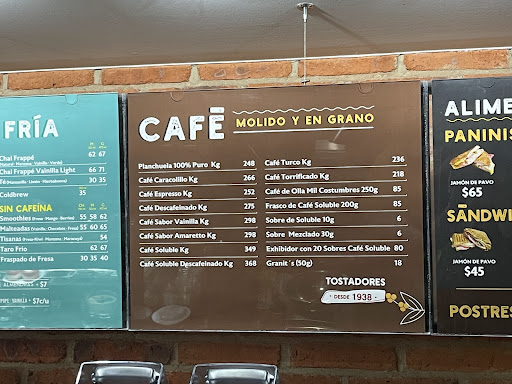 FRÍA
Chai Frappé 62 67
Chai Frappé Vainilla Light 66 71
30 35
Coldbrew 35
SIN CAFEÍNA
Smoothies 55 58 62
Malteadas 55 60 65
Tisanas 54
Taro Frío 62 67
Fraspado de Fresa 30 35 40
+ $7
+ $7c/u
CAFÉ MOLIDO Y EN GRANO
Planchuela 100% Puro Kg 248
Café Caracolillo Kg 266
Café Espresso Kg 252
Café Descafeinado Kg 275
Café Sabor Vainilla Kg 298
Café Sabor Amaretto Kg 298
Café Soluble Kg 349
Café Soluble Descafeinado Kg 368
Café Turco Kg 236
Café Torrificado Kg 218
Café de Olla Mil Costumbres 250g 85
Frasco de Café Soluble 200g 85
Sobre de Soluble 10g 6
Sobre Mezclado 30g 6
Exhibidor con 20 Sobres Café Soluble 80
Granit´s (50g) 18
TOSTADORES
DESDE 1938
ALIME
PANINIS
JAMÓN DE PAVO
$65
SÁNDW
JAMÓN DE PAVO
$45
POSTRES